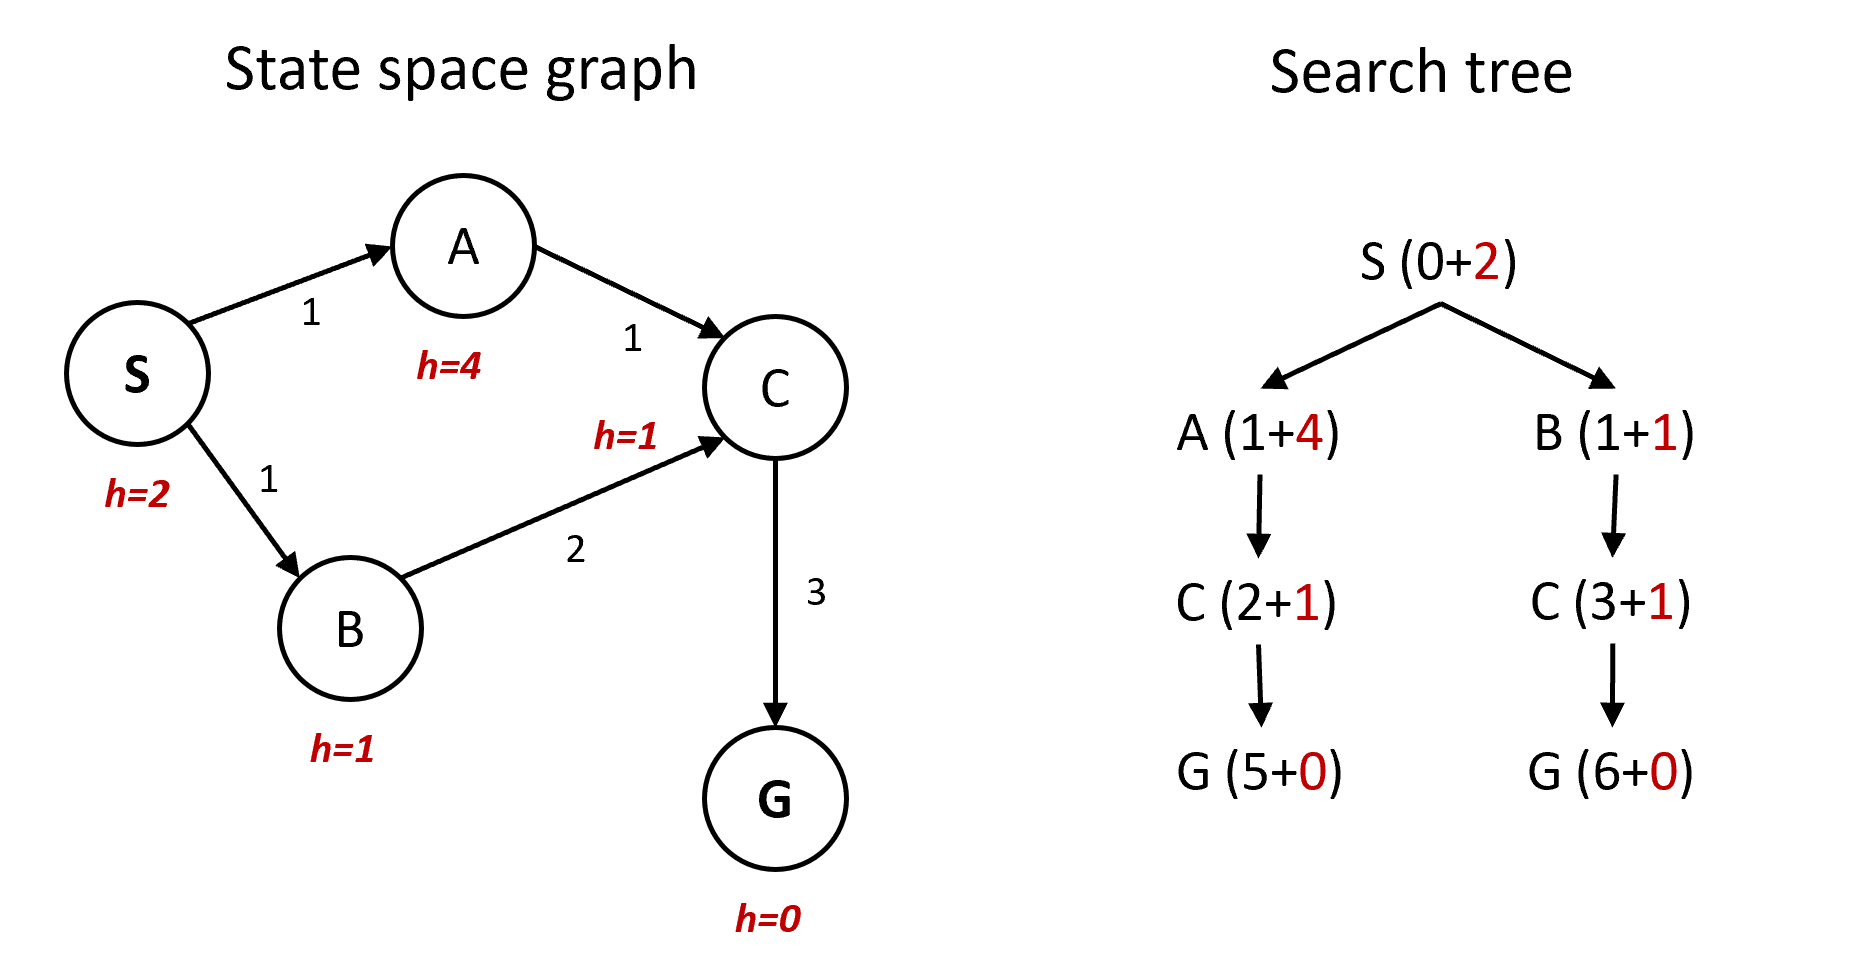 State space graph
Search tree
A
1
h=4
1
S
h=2
C
h=1
1
2
B
h=1
3
G
h=0
S (0+2)
A (1+4)
B (1+1)
C (2+1)
C (3+1)
G (5+0)
G (6+0)